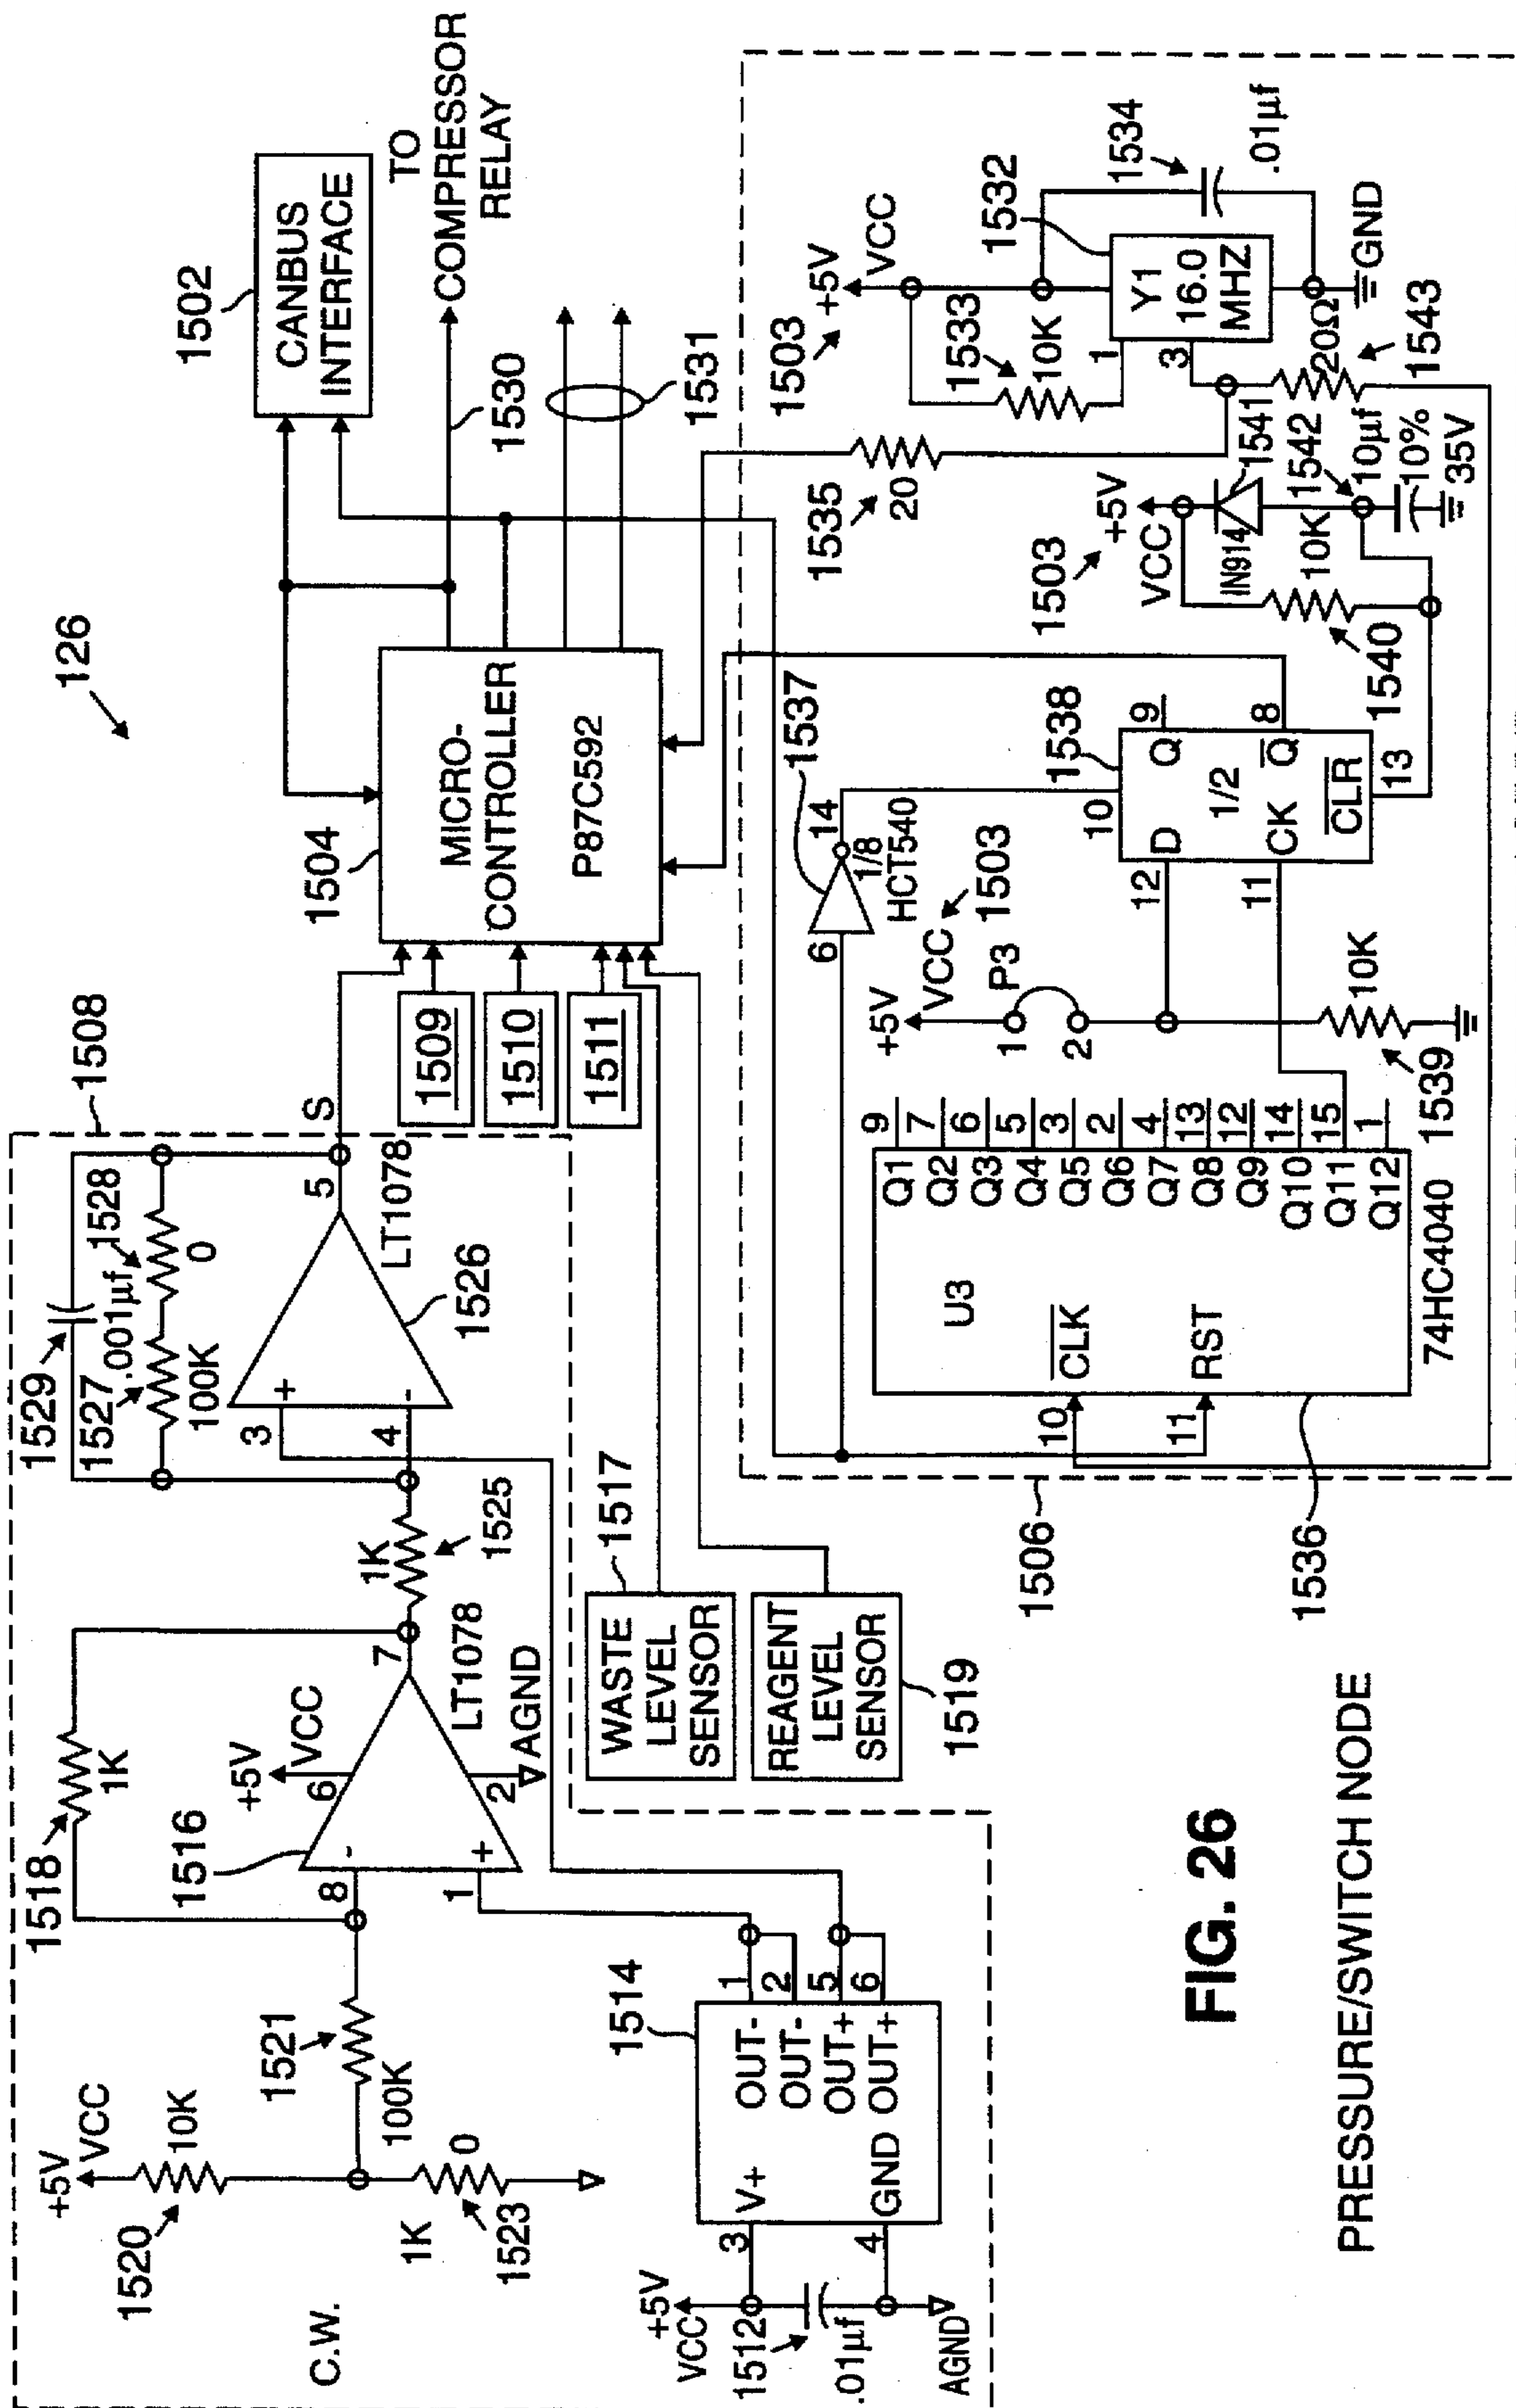 126
1502
CANBUS
INTERFACE
TO
COMPRESSOR
RELAY
1530
1531
1504
MICRO-
CONTROLLER
P87C592
1508
1509
1510
1511
S
5
LT1078
1526
3
+
4
-
1529
.001µf
1528
0
1527
100K
1K
1525
7
LT1078
+5V
VCC
6
2
AGND
1518
1K
1516
8
-
1
+
1521
100K
+5V
VCC
10K
1520
1K
0
1523
C.W.
1514
V+
GND
OUT-
OUT-
OUT+
OUT+
1
2
5
6
3
4
+5V
VCC
1512
.01µf
AGND
1517
WASTE
LEVEL
SENSOR
REAGENT
LEVEL
SENSOR
1519
1506
1536
U3
CLK
RST
10
11
Q1
Q2
Q3
Q4
Q5
Q6
Q7
Q8
Q9
Q10
Q11
Q12
9
7
6
5
3
2
4
13
12
14
15
1
74HC4040
+5V
VCC
1503
P3
1
2
10K
1539
1537
6
14
1/8
HCT540
1538
10
12
D
Q
9
1/2
11
CK
Q
8
CLR
13
1503
+5V
VCC
IN914
1541
10K
1540
1542
10µf
10%
35V
1535
20
1503
+5V
VCC
1533
10K
1532
Y1
16.0
MHZ
1
3
1534
.01µf
GND
20Ω
1543
FIG. 26
PRESSURE/SWITCH NODE